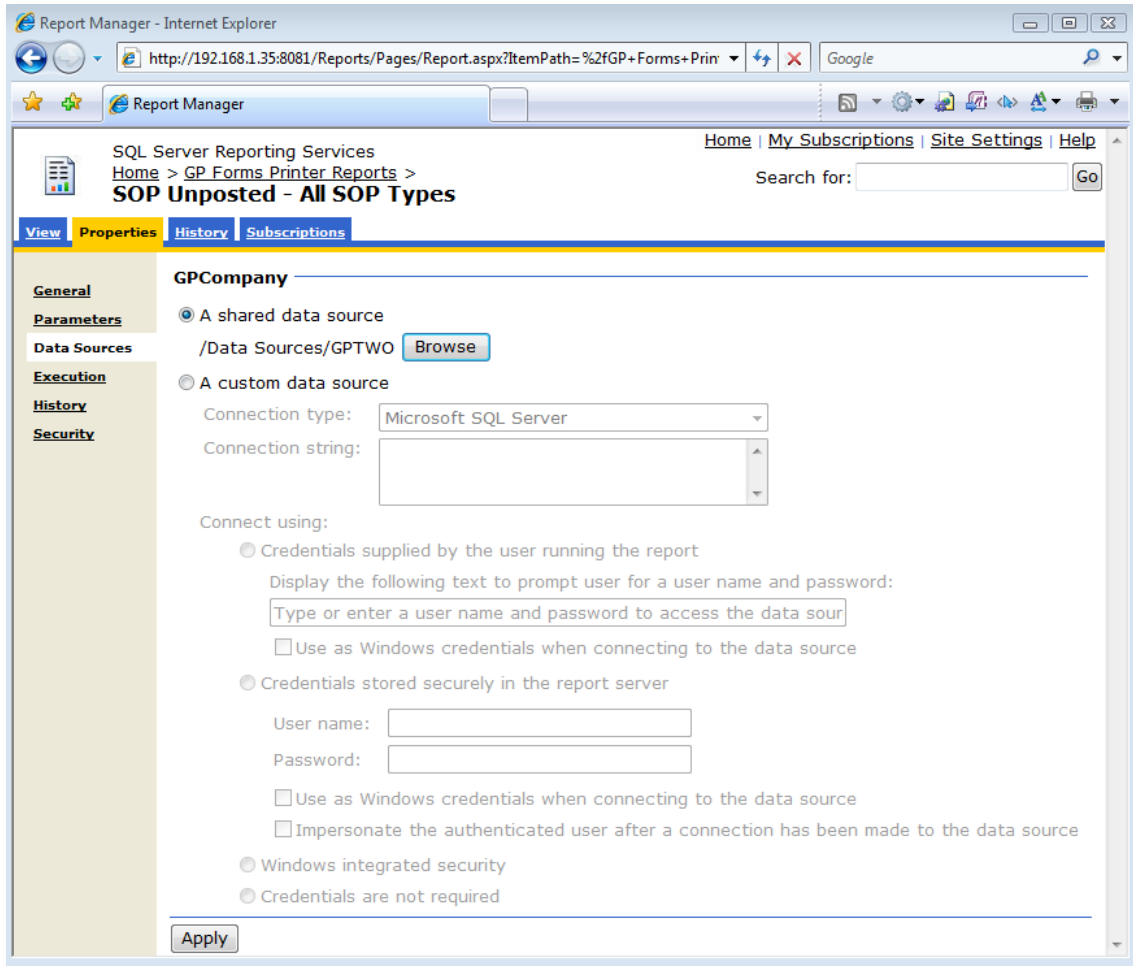 Report Manager - Internet Explorer
http://192.168.1.35:8081/Reports/Pages/Report.aspx?ItemPath=%2fGP+Forms+Prin
Google
Report Manager
Home | My Subscriptions | Site Settings | Help
SQL Server Reporting Services
Home > GP Forms Printer Reports >
Search for: Go
SOP Unposted - All SOP Types
View Properties History Subscriptions
GPCompany
General
Parameters
Data Sources
Execution
History
Security
A shared data source
/Data Sources/GPTWO Browse
A custom data source
Connection type: Microsoft SQL Server
Connection string:
Connect using:
Credentials supplied by the user running the report
Display the following text to prompt user for a user name and password:
Type or enter a user name and password to access the data sour
Use as Windows credentials when connecting to the data source
Credentials stored securely in the report server
User name:
Password:
Use as Windows credentials when connecting to the data source
Impersonate the authenticated user after a connection has been made to the data source
Windows integrated security
Credentials are not required
Apply